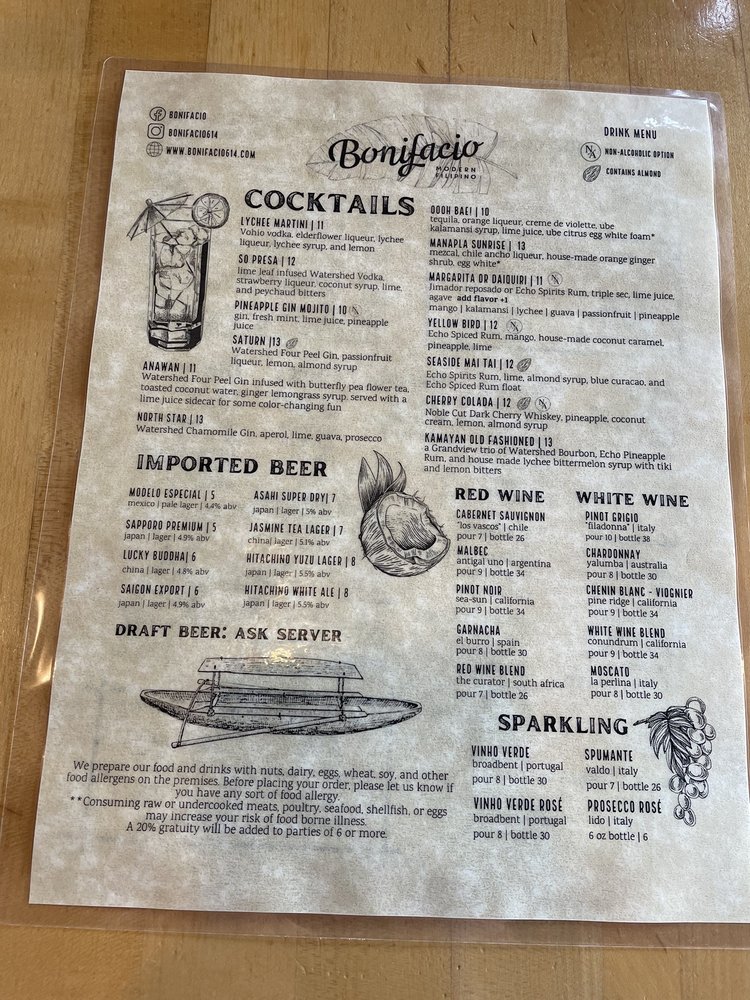 BONIFACIO
BONIFACIO614
WWW.BONIFACIO614.COM
Bonifacio
MODERN
FILIPINO
DRINK MENU
NA NON-ALCOHOLIC OPTION
CONTAINS ALMOND
COCKTAILS
LYCHEE MARTINI | 11
Vohio vodka, elderflower liqueur, lychee
liqueur, lychee syrup, and lemon
SO PRESA | 12
lime leaf infused Watershed Vodka,
strawberry liqueur, coconut syrup, lime,
and peychaud bitters
PINEAPPLE GIN MOJITO | 10 NA
gin, fresh mint, lime juice, pineapple
juice
SATURN |13
Watershed Four Peel Gin, passionfruit
liqueur, lemon, almond syrup
ANAWAN | 11
Watershed Four Peel Gin infused with butterfly pea flower tea,
toasted coconut water, ginger lemongrass syrup. served with a
lime juice sidecar for some color-changing fun
NORTH STAR | 13
Watershed Chamomile Gin, aperol, lime, guava, prosecco
OOOH BAE! | 10
tequila, orange liqueur, creme de violette, ube
kalamansi syrup, lime juice, ube citrus egg white foam*
MANAPLA SUNRISE | 13
mezcal, chile ancho liqueur, house-made orange ginger
shrub, egg white*
MARGARITA OR DAIQUIRI | 11 NA
Jimador reposado or Echo Spirits Rum, triple sec, lime juice,
agave add flavor +1
mango | kalamansi | lychee | guava | passionfruit | pineapple
YELLOW BIRD | 12 NA
Echo Spiced Rum, mango, house-made coconut caramel,
pineapple, lime
SEASIDE MAI TAI | 12
Echo Spirits Rum, lime, almond syrup, blue curacao, and
Echo Spiced Rum float
CHERRY COLADA | 12 NA
Noble Cut Dark Cherry Whiskey, pineapple, coconut
cream, lemon, almond syrup
KAMAYAN OLD FASHIONED | 13
a Grandview trio of Watershed Bourbon, Echo Pineapple
Rum, and house made lychee bittermelon syrup with tiki
and lemon bitters
IMPORTED BEER
MODELO ESPECIAL | 5
mexico | pale lager | 4.4% abv
SAPPORO PREMIUM | 5
japan | lager | 4.9% abv
LUCKY BUDDHA| 6
china | lager | 4.8% abv
SAIGON EXPORT | 6
japan | lager | 4.9% abv
ASAHI SUPER DRY| 7
japan | lager | 5% abv
JASMINE TEA LAGER | 7
china| lager | 5.1% abv
HITACHINO YUZU LAGER | 8
japan | lager | 5.5% abv
HITACHINO WHITE ALE | 8
japan | lager | 5.5% abv
DRAFT BEER: ASK SERVER
RED WINE
CABERNET SAUVIGNON
"los vascos" | chile
pour 7 | bottle 26
MALBEC
antigal uno | argentina
pour 9 | bottle 34
PINOT NOIR
sea-sun | california
pour 9 | bottle 34
GARNACHA
el burro | spain
pour 8 | bottle 30
RED WINE BLEND
the curator | south africa
pour 7 | bottle 26
WHITE WINE
PINOT GRIGIO
"filadonna" | italy
pour 10 | bottle 38
CHARDONNAY
yalumba | australia
pour 8 | bottle 30
CHENIN BLANC - VIOGNIER
pine ridge | california
pour 9 | bottle 34
WHITE WINE BLEND
conundrum | california
pour 9 | bottle 34
MOSCATO
la perlina | italy
pour 8 | bottle 30
SPARKLING
VINHO VERDE
broadbent | portugal
pour 8 | bottle 30
VINHO VERDE ROSÉ
broadbent | portugal
pour 8 | bottle 30
SPUMANTE
valdo | italy
pour 7 | bottle 26
PROSECCO ROSÉ
lido | italy
6 oz bottle | 6
We prepare our food and drinks with nuts, dairy, eggs, wheat, soy, and other
food allergens on the premises. Before placing your order, please let us know if
you have any sort of food allergy.
**Consuming raw or undercooked meats, poultry, seafood, shellfish, or eggs
may increase your risk of food borne illness.
A 20% gratuity will be added to parties of 6 or more.